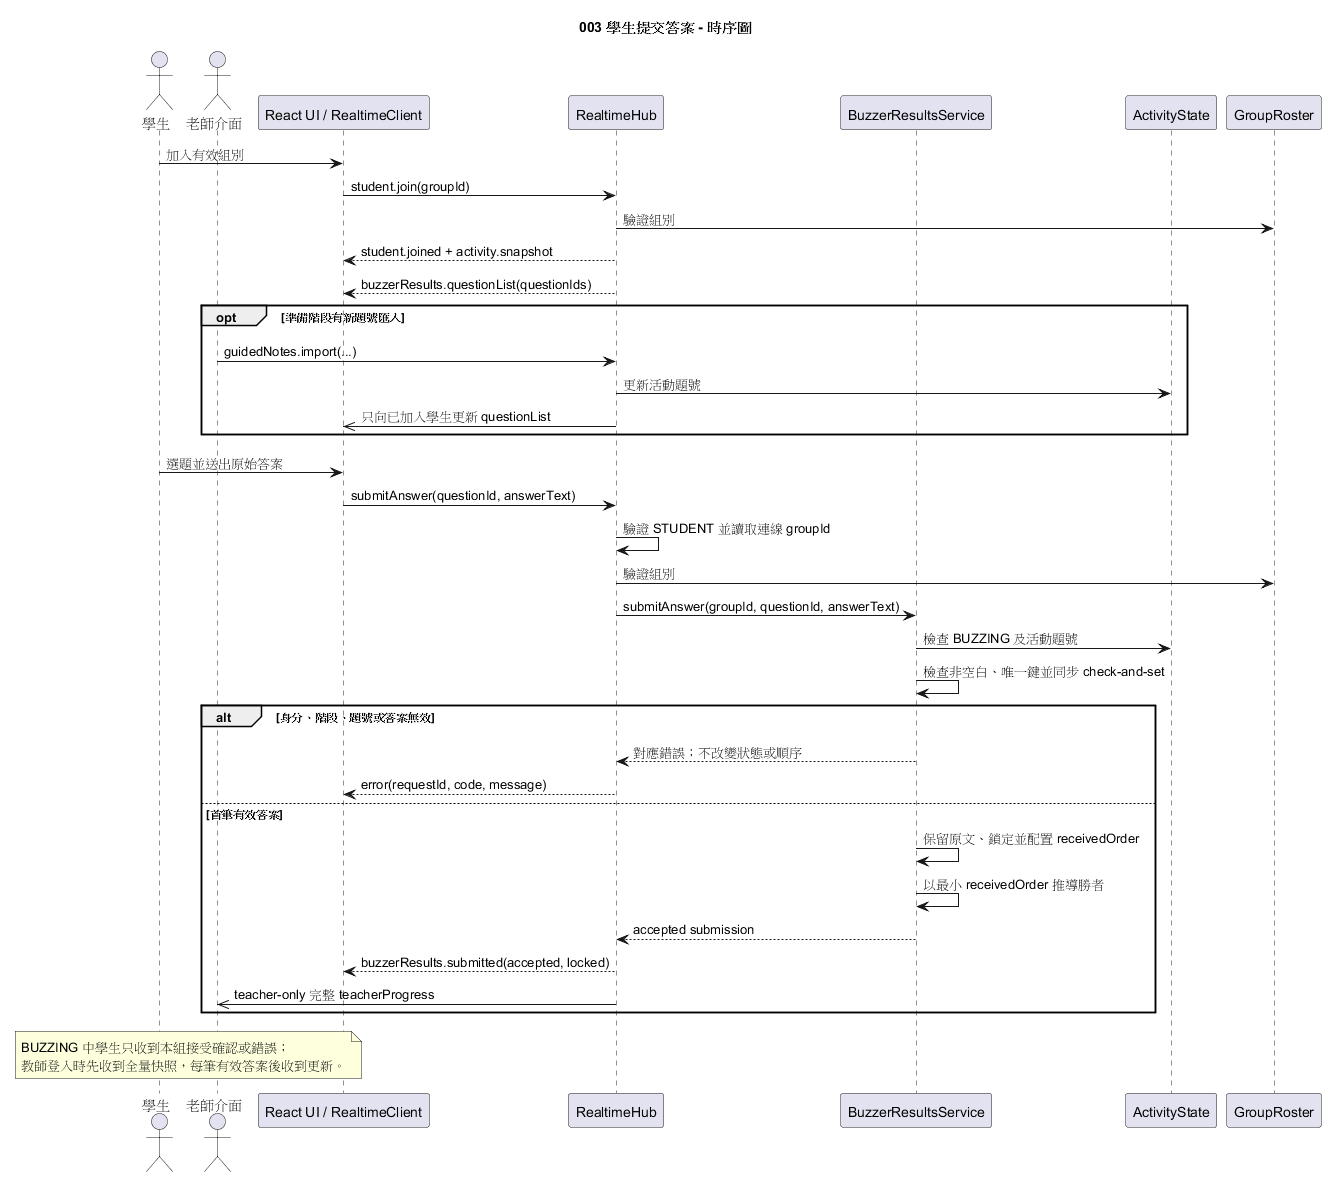 003 學生提交答案 - 時序圖
學生
老師介面
React UI / RealtimeClient
RealtimeHub
BuzzerResultsService
ActivityState
GroupRoster
加入有效組別
student.join(groupId)
驗證組別
student.joined + activity.snapshot
buzzerResults.questionList(questionIds)
opt
[準備階段有新題號匯入]
guidedNotes.import(...)
更新活動題號
只向已加入學生更新 questionList
選題並送出原始答案
submitAnswer(questionId, answerText)
驗證 STUDENT 並讀取連線 groupId
驗證組別
submitAnswer(groupId, questionId, answerText)
檢查 BUZZING 及活動題號
檢查非空白、唯一鍵並同步 check-and-set
alt
[身分、階段、題號或答案無效]
對應錯誤；不改變狀態或順序
error(requestId, code, message)
[首筆有效答案]
保留原文、鎖定並配置 receivedOrder
以最小 receivedOrder 推導勝者
accepted submission
buzzerResults.submitted(accepted, locked)
teacher-only 完整 teacherProgress
BUZZING 中學生只收到本組接受確認或錯誤；
教師登入時先收到全量快照，每筆有效答案後收到更新。
學生
老師介面
React UI / RealtimeClient
RealtimeHub
BuzzerResultsService
ActivityState
GroupRoster